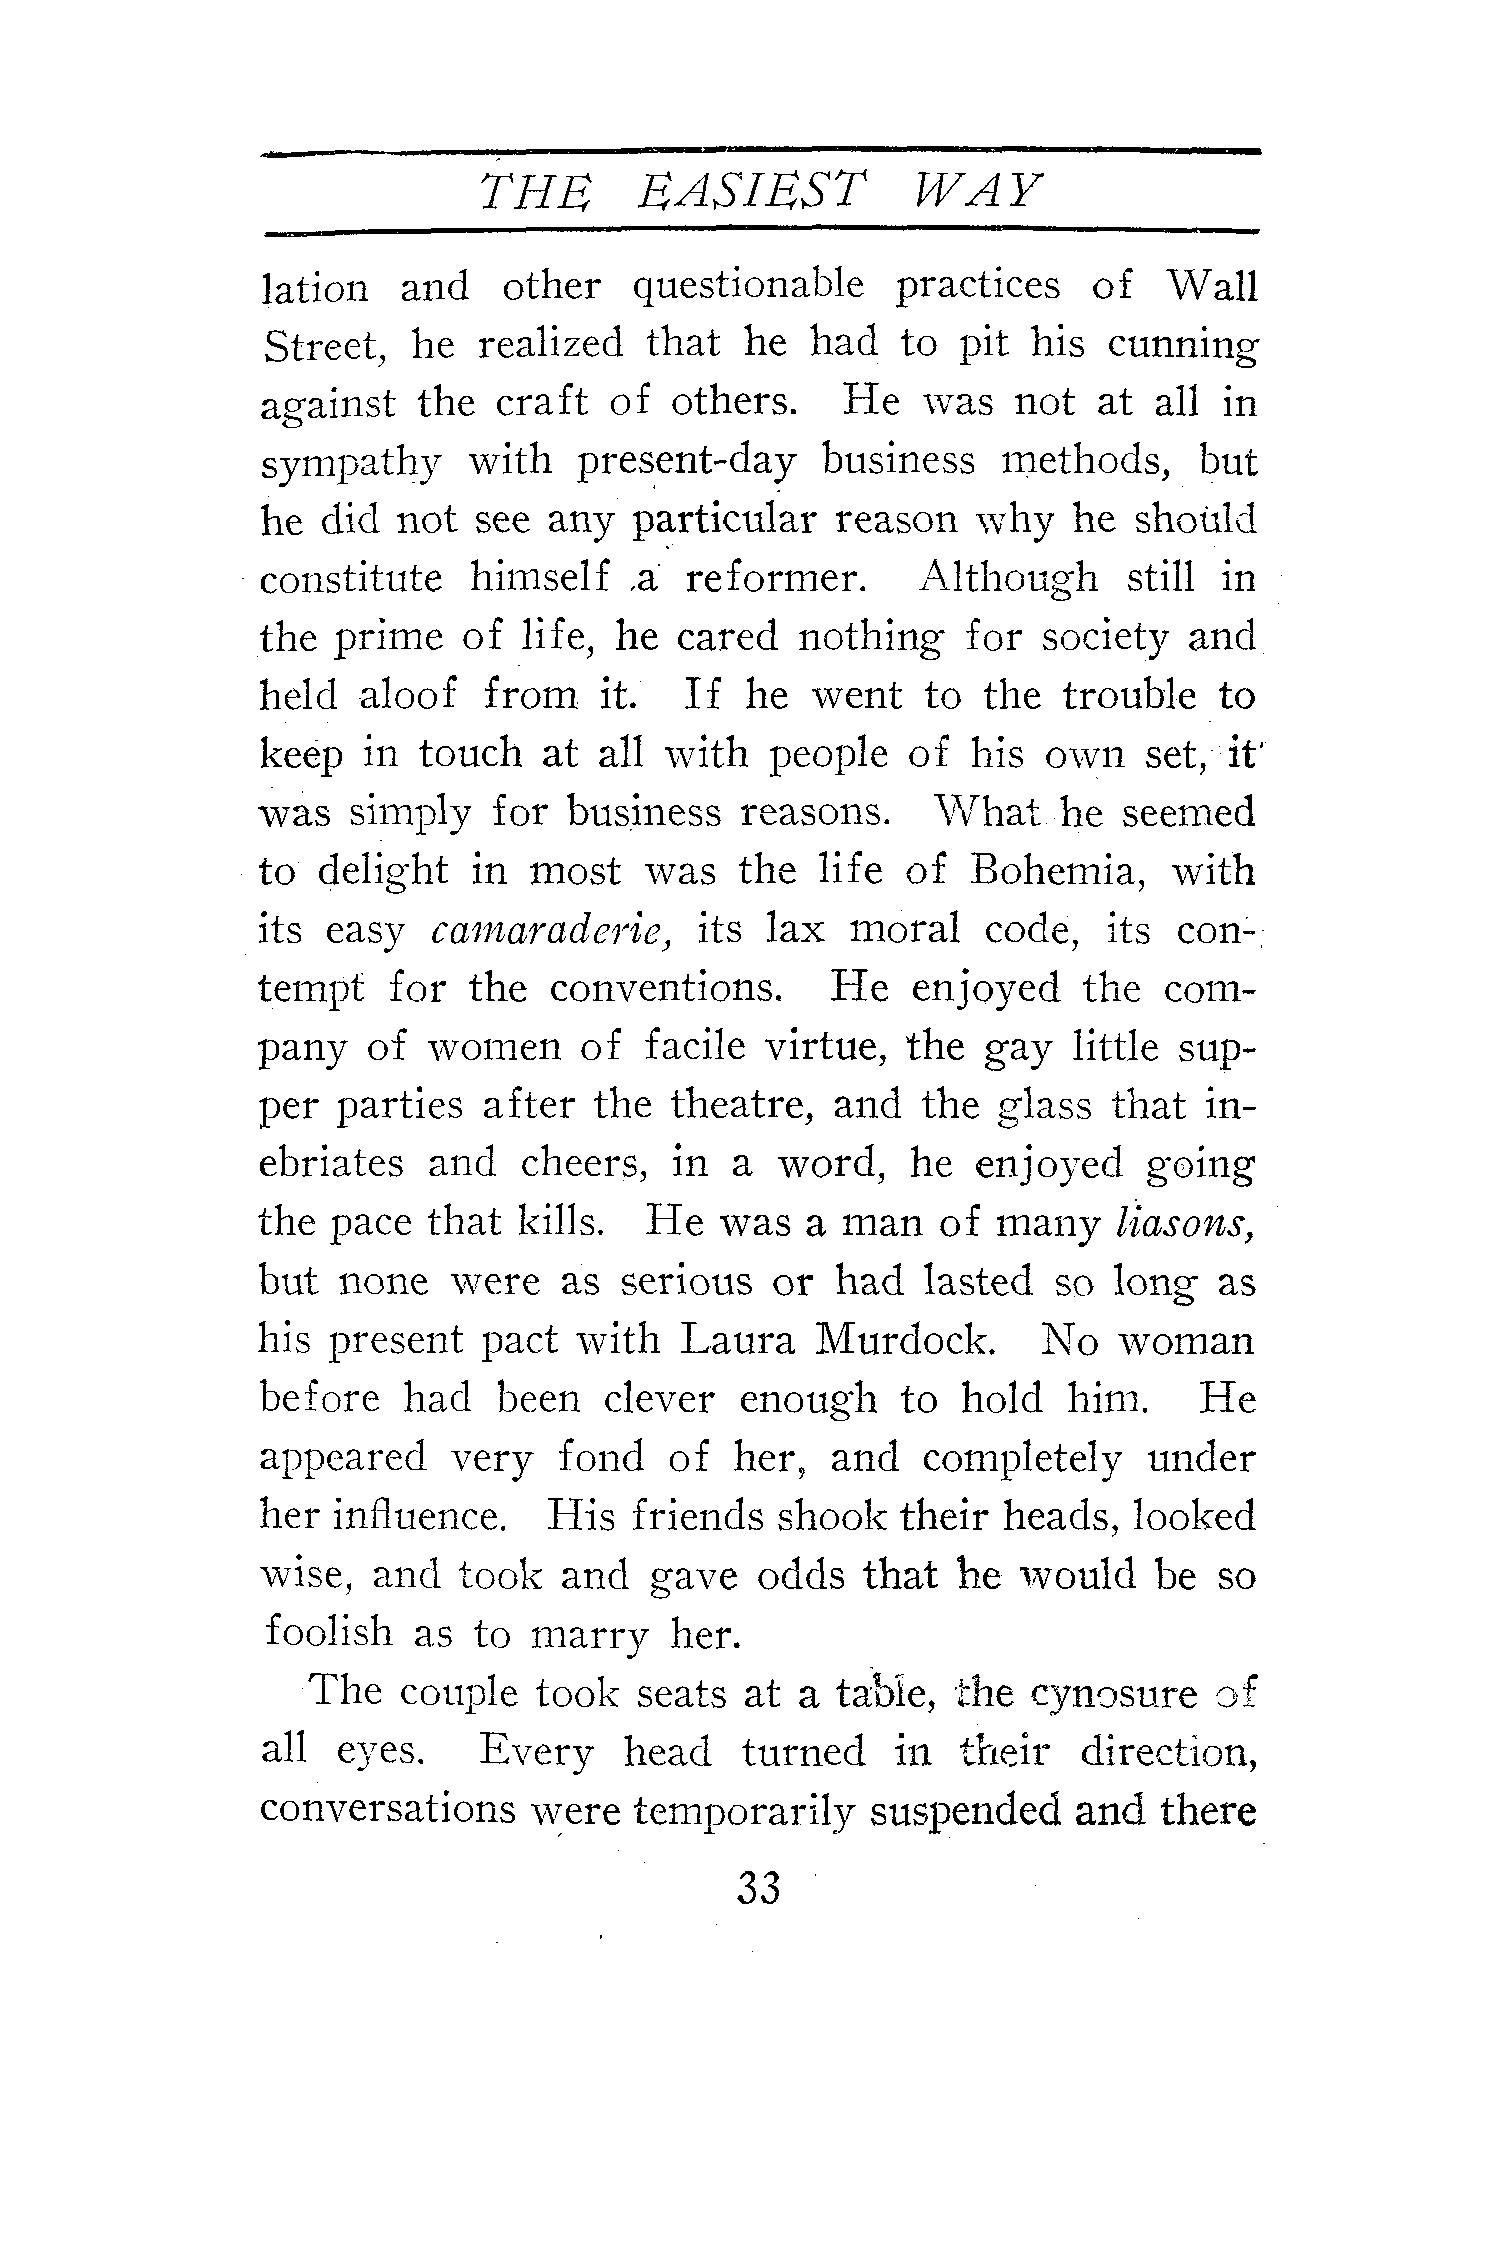 THE EASIEST WAY
lation and other questionable practices of Wall
Street, he realized that he had to pit his cunning
against the craft of others. He was not at all in
sympathy with present-day business methods, but
he did not see any particular reason why he should
constitute himself a reformer. Although still in
the prime of life, he cared nothing for society and
held aloof from it. If he went to the trouble to
keep in touch at all with people of his own set, it
was simply for business reasons. What he seemed
to delight in most was the life of Bohemia, with
its easy camaraderie, its lax moral code, its con-
tempt for the conventions. He enjoyed the com-
pany of women of facile virtue, the gay little sup-
per parties after the theatre, and the glass that in-
ebriates and cheers, in a word, he enjoyed going
the pace that kills. He was a man of many liasons,
but none were as serious or had lasted so long as
his present pact with Laura Murdock. No woman
before had been clever enough to hold him. He
appeared very fond of her, and completely under
her influence. His friends shook their heads, looked
wise, and took and gave odds that he would be so
foolish as to marry her.
The couple took seats at a table, the cynosure of
all eyes. Every head turned in their direction,
conversations were temporarily suspended and there
33